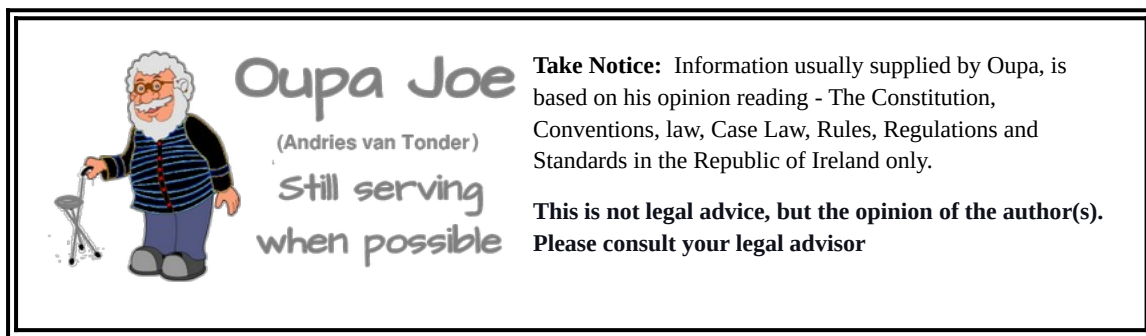 Oupa Joe
(Andries van Tonder)
Still serving
when possible
Take Notice:  Information usually supplied by Oupa, is
based on his opinion reading - The Constitution,
Conventions, law, Case Law, Rules, Regulations and
Standards in the Republic of Ireland only.
This is not legal advice, but the opinion of the author(s).
Please consult your legal advisor